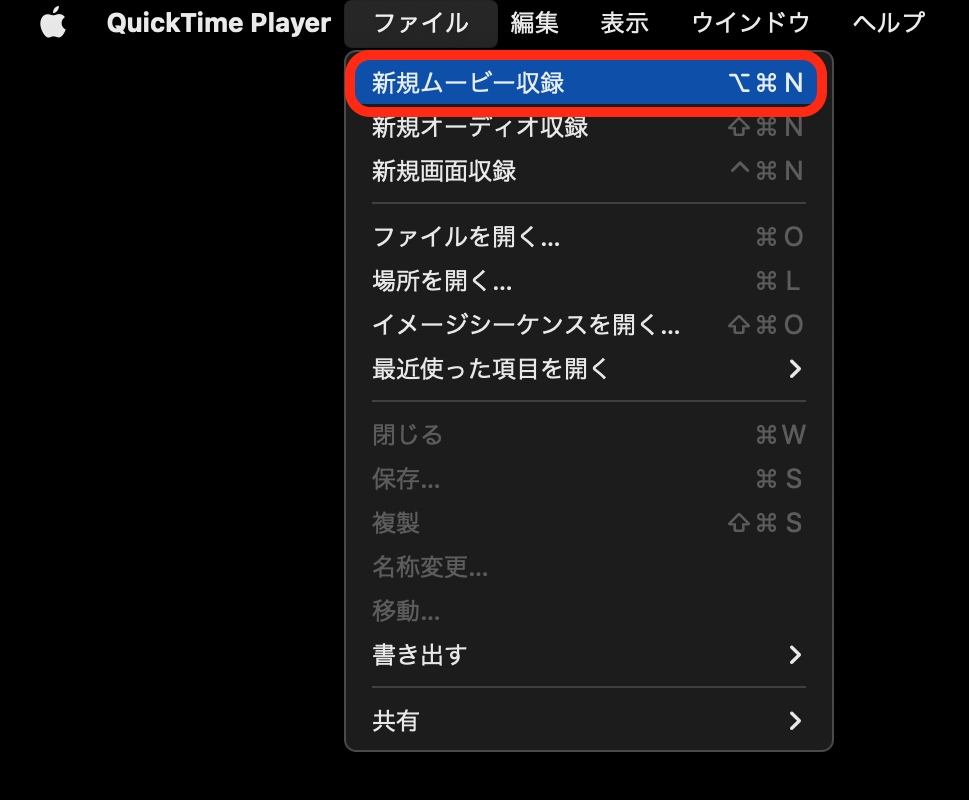 QuickTime Player ファイル 編集 表示 ウインドウ ヘルプ
新規ムービー収録 ⌥⌘N
新規オーディオ収録 ⇧⌘N
新規画面収録 ^⌘N
ファイルを開く... ⌘O
場所を開く... ⌘L
イメージシーケンスを開く... ⇧⌘O
最近使った項目を開く
閉じる ⌘W
保存... ⌘S
複製 ⇧⌘S
名称変更...
移動...
書き出す
共有